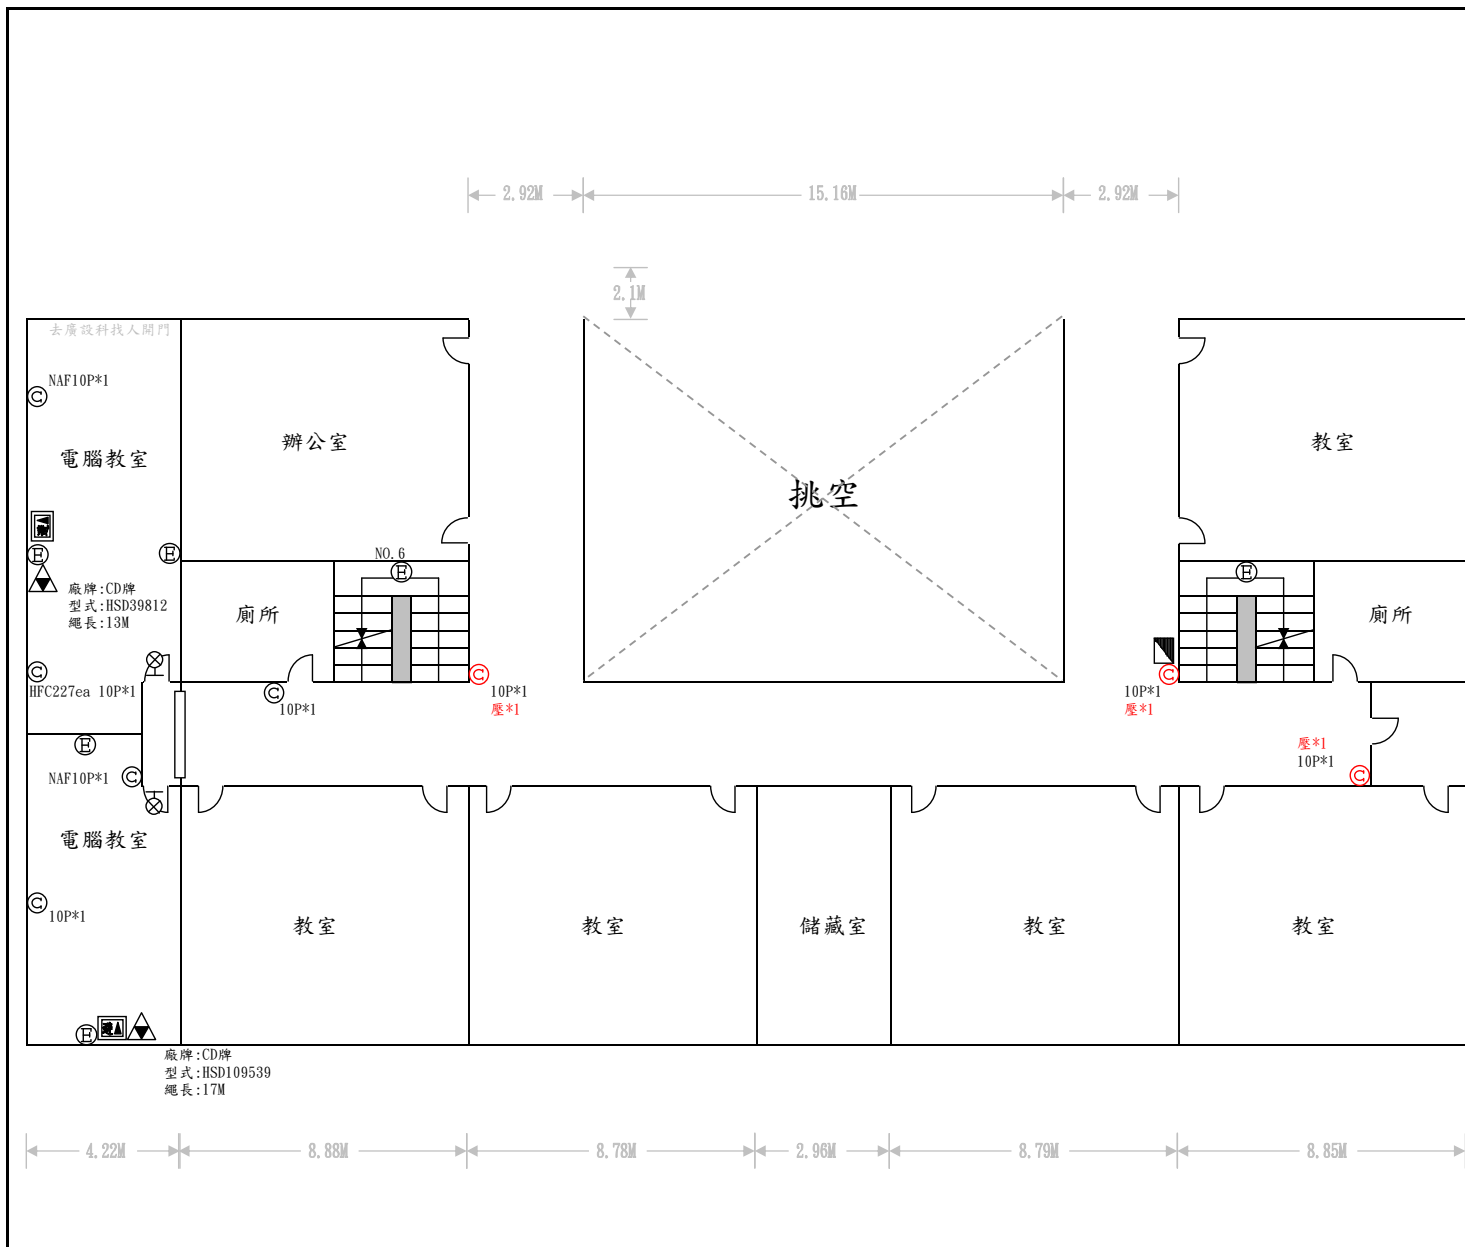 2.92M
15.16M
2.92M
2.1M
去廣設科找人開門
NAF10P*1
C
電腦教室
辦公室
教室
挑空
E
E
NO.6
E
E
廠牌:CD牌
型式:HSD39812
繩長:13M
廁所
廁所
C
HFC227ea 10P*1
C
10P*1
C
10P*1
壓*1
C
10P*1
壓*1
E
NAF10P*1
C
壓*1
10P*1
C
電腦教室
C
10P*1
教室
教室
儲藏室
教室
教室
E
避
廠牌:CD牌
型式:HSD109539
繩長:17M
4.22M
8.88M
8.78M
2.96M
8.79M
8.85M